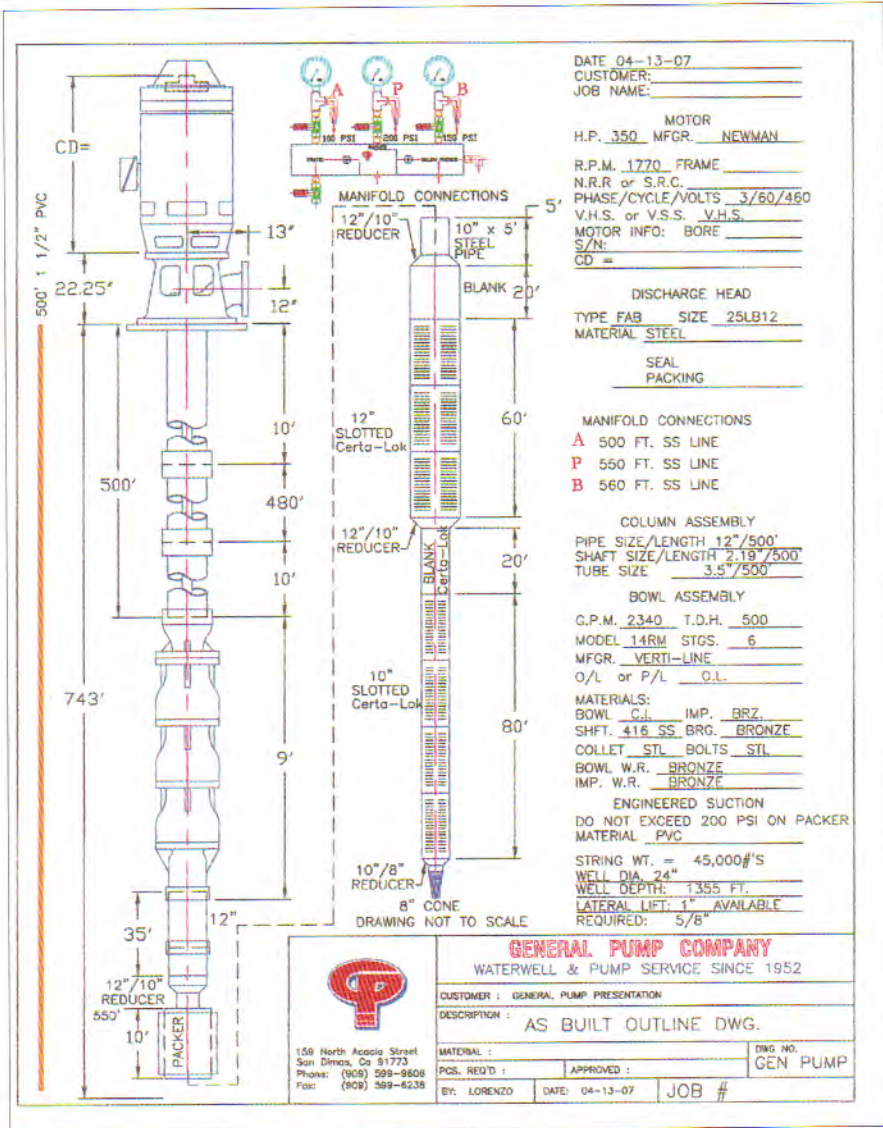 DATE 04-13-07
CUSTOMER:
JOB NAME:
MOTOR
H.P. 350 MFGR. NEWMAN
R.P.M. 1770 FRAME
N.R.R or S.R.C.
PHASE/CYCLE/VOLTS 3/60/460
V.H.S. or V.S.S. V.H.S.
MOTOR INFO: BORE
S/N:
CD =
DISCHARGE HEAD
TYPE FAB SIZE 25LB12
MATERIAL STEEL
SEAL
PACKING
MANIFOLD CONNECTIONS
A 500 FT. SS LINE
P 550 FT. SS LINE
B 560 FT. SS LINE
COLUMN ASSEMBLY
PIPE SIZE/LENGTH 12"/500'
SHAFT SIZE/LENGTH 2.19"/500'
TUBE SIZE 3.5"/500'
BOWL ASSEMBLY
G.P.M. 2340 T.D.H. 500
MODEL 14RM STGS. 6
MFGR. VERTI-LINE
O/L or P/L O.L.
MATERIALS:
BOWL C.I. IMP. BRZ.
SHFT. 416 SS BRG. BRONZE
COLLET STL BOLTS STL
BOWL W.R. BRONZE
IMP. W.R. BRONZE
ENGINEERED SUCTION
DO NOT EXCEED 200 PSI ON PACKER
MATERIAL PVC
STRING WT. = 45,000#'S
WELL DIA. 24"
WELL DEPTH: 1355 FT.
LATERAL LIFT: 1" AVAILABLE
REQUIRED: 5/8"
A P B
100 PSI 200 PSI 150 PSI
PACKER
MANIFOLD CONNECTIONS
CD=
500' 1 1/2" PVC
22.25"
13"
12"
10'
500'
480'
10'
743'
9'
12"
35'
12"/10"
REDUCER
550'
10'
PACKER
12"/10"
REDUCER
10" x 5'
STEEL
PIPE
5'
BLANK
20'
12"
SLOTTED
Certa-Lok
60'
12"/10"
REDUCER
BLANK
Certa-Lok
20'
10"
SLOTTED
Certa-Lok
80'
10"/8"
REDUCER
8" CONE
DRAWING NOT TO SCALE
GP
159 North Acacia Street
San Dimas, Ca 91773
Phone: (909) 599-9606
Fax: (909) 599-6238
GENERAL PUMP COMPANY
WATERWELL & PUMP SERVICE SINCE 1952
CUSTOMER : GENERAL PUMP PRESENTATION
DESCRIPTION : AS BUILT OUTLINE DWG.
MATERIAL :
DWG NO.
GEN PUMP
PCS. REQ'D : APPROVED :
BY: LORENZO DATE: 04-13-07 JOB #